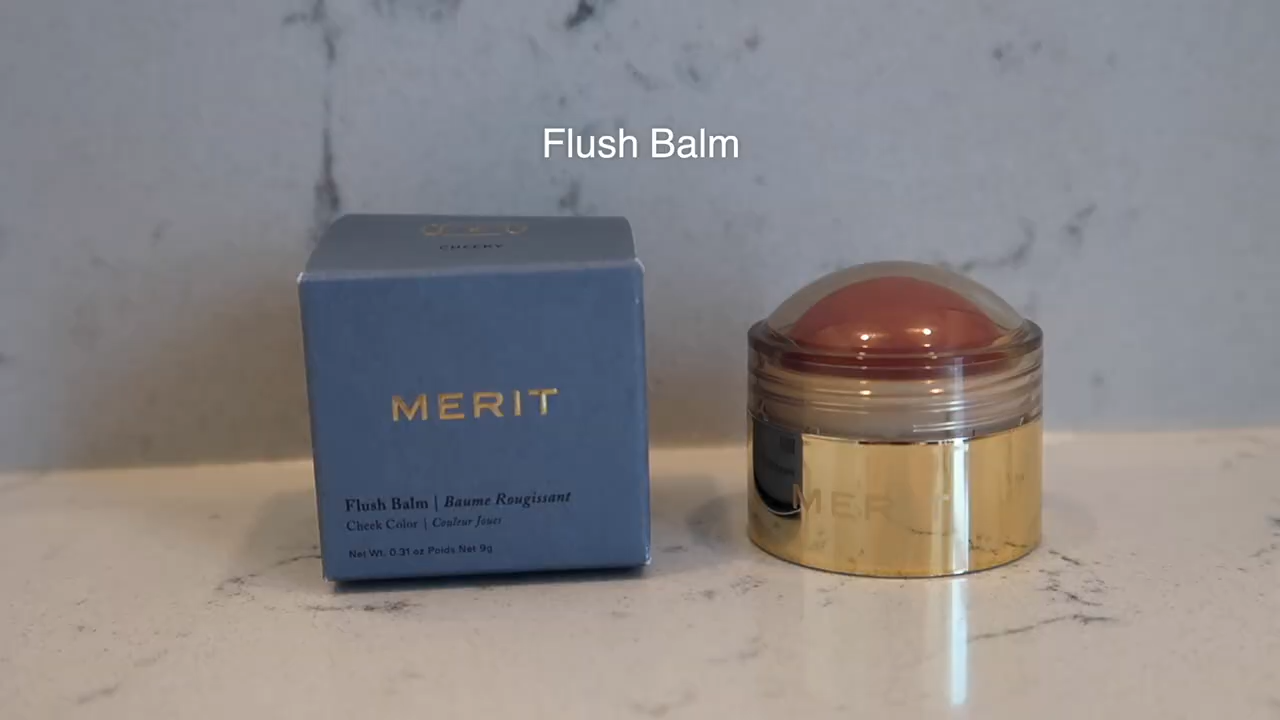 Flush Balm
CHEEKY
MERIT
Flush Balm | Baume Rougissant
Cheek Color | Couleur Joues
Net Wt. 0.31 oz Poids Net 9g
MERIT